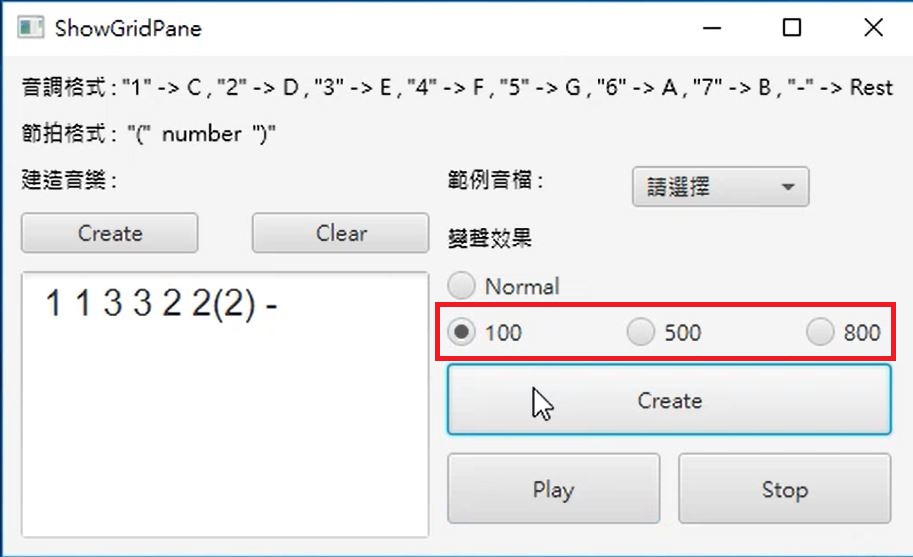 ShowGridPane
音調格式 : "1" -> C , "2" -> D , "3" -> E , "4" -> F , "5" -> G , "6" -> A , "7" -> B , "-" -> Rest
節拍格式 : "(" number ")"
建造音樂 :
Create
Clear
1 1 3 3 2 2(2) -
範例音檔 :
請選擇
變聲效果
Normal
100 500 800
Create
Play
Stop